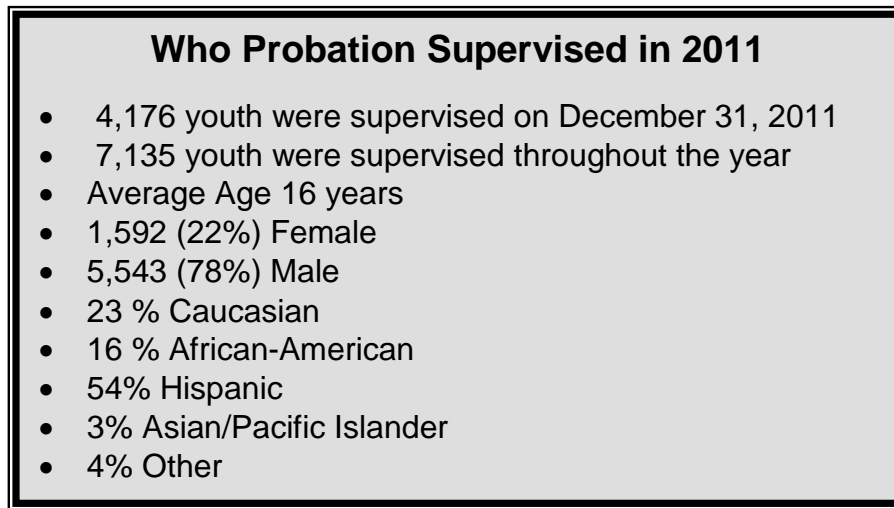 Who Probation Supervised in 2011
• 4,176 youth were supervised on December 31, 2011
• 7,135 youth were supervised throughout the year
• Average Age 16 years
• 1,592 (22%) Female
• 5,543 (78%) Male
• 23 % Caucasian
• 16 % African-American
• 54% Hispanic
• 3% Asian/Pacific Islander
• 4% Other